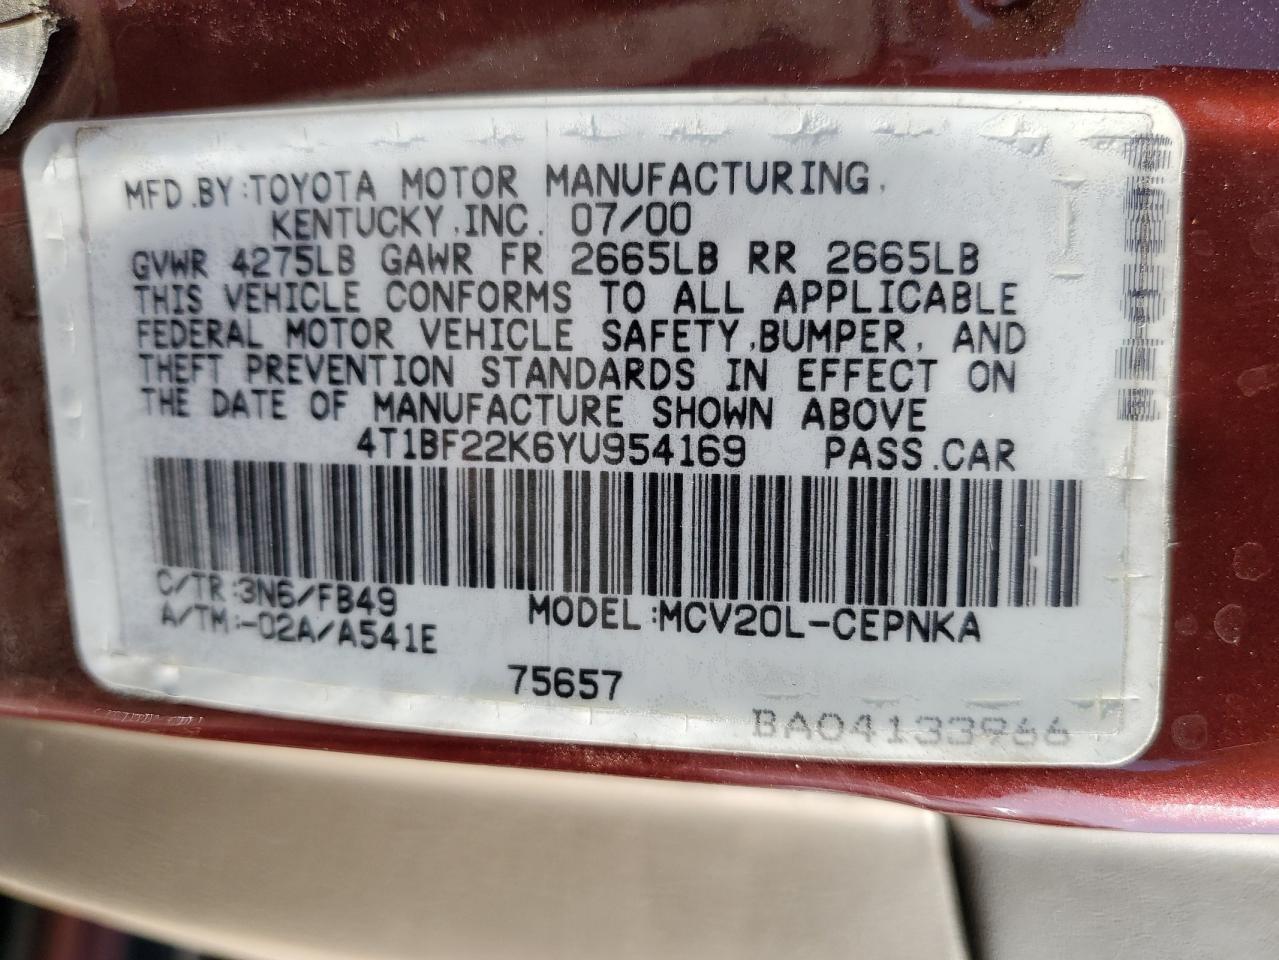 MFD.BY:TOYOTA MOTOR MANUFACTURING,
KENTUCKY,INC. 07/00
GVWR 4275LB GAWR FR 2665LB RR 2665LB
THIS VEHICLE CONFORMS TO ALL APPLICABLE
FEDERAL MOTOR VEHICLE SAFETY,BUMPER, AND
THEFT PREVENTION STANDARDS IN EFFECT ON
THE DATE OF MANUFACTURE SHOWN ABOVE
4T1BF22K6YU954169 PASS.CAR
C/TR:3N6/FB49
A/TM:-02A/A541E
MODEL:MCV20L-CEPNKA
75657
BA04133966